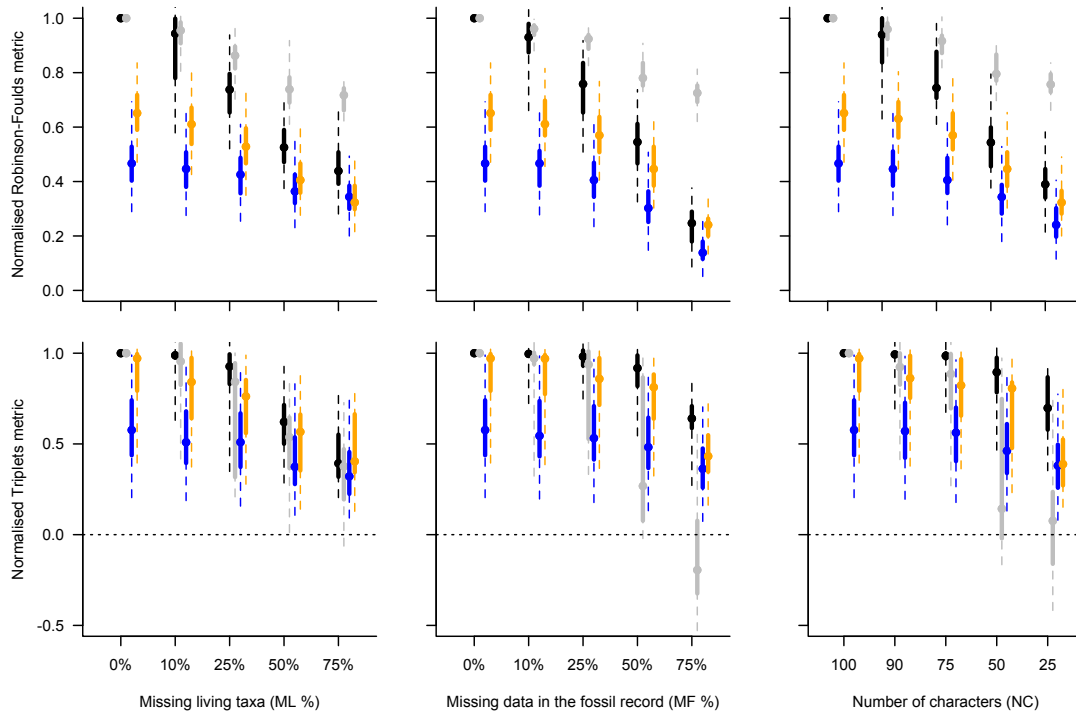 Normalised Robinson-Foulds metric
1.0
0.8
0.6
0.4
0.2
0.0
Normalised Triplets metric
1.0
0.5
0.0
-0.5
0% 10% 25% 50% 75%
0% 10% 25% 50% 75%
100 90 75 50 25
Missing living taxa (ML %)
Missing data in the fossil record (MF %)
Number of characters (NC)